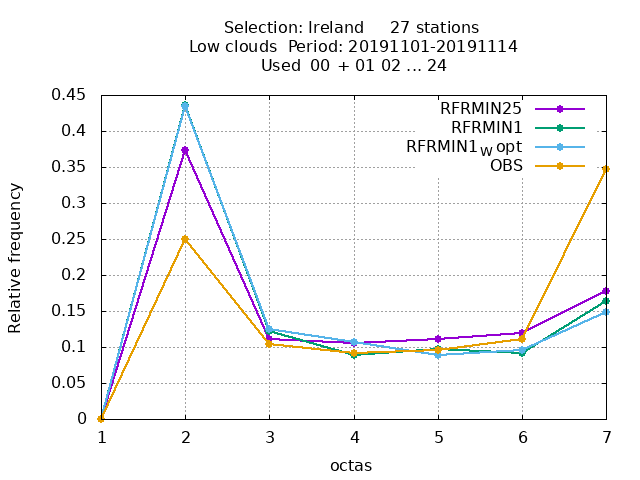 Selection: Ireland     27 stations
Low clouds  Period: 20191101-20191114
Used  00  + 01 02 ... 24
0.45
0.4
0.35
0.3
0.25
0.2
0.15
0.1
0.05
0
Relative frequency
RFRMIN25
RFRMIN1
RFRMIN1W opt
OBS
1 2 3 4 5 6 7
octas